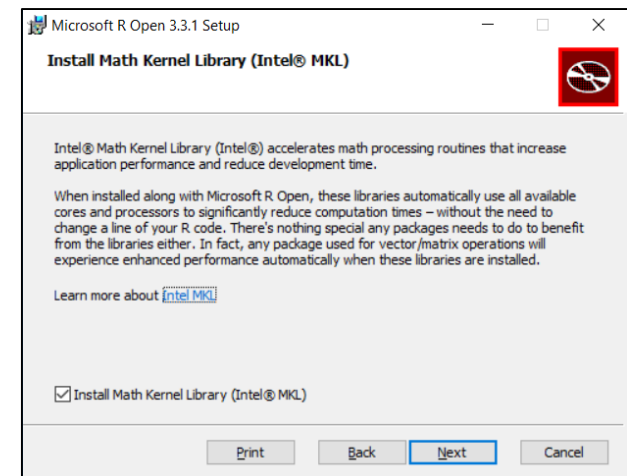 Microsoft R Open 3.3.1 Setup
Install Math Kernel Library (Intel® MKL)
Intel® Math Kernel Library (Intel®) accelerates math processing routines that increase
application performance and reduce development time.
When installed along with Microsoft R Open, these libraries automatically use all available
cores and processors to significantly reduce computation times – without the need to
change a line of your R code. There's nothing special any packages needs to do to benefit
from the libraries either. In fact, any package used for vector/matrix operations will
experience enhanced performance automatically when these libraries are installed.
Learn more about Intel MKL
Install Math Kernel Library (Intel® MKL)
Print Back Next Cancel